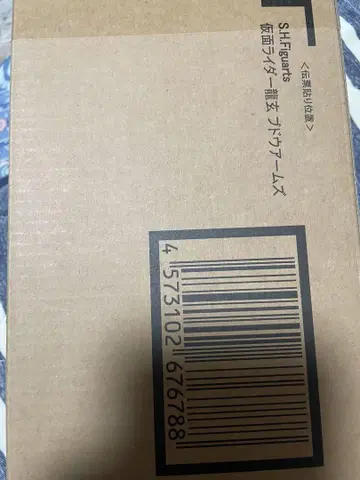 ＜伝票貼り位置＞
S.H.Figuarts
仮面ライダー龍玄 ブドウアームズ
4 573102 676788